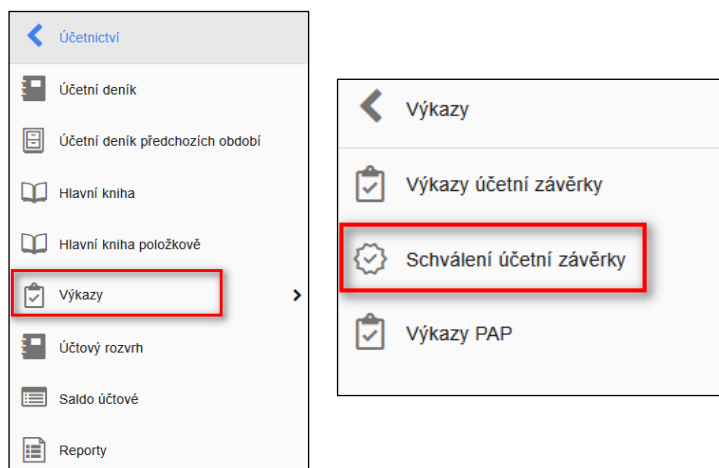 Účetnictví
Účetní deník
Účetní deník předchozích období
Hlavní kniha
Hlavní kniha položkově
Výkazy
Účtový rozvrh
Saldo účtové
Reporty
Výkazy
Výkazy účetní závěrky
Schválení účetní závěrky
Výkazy PAP